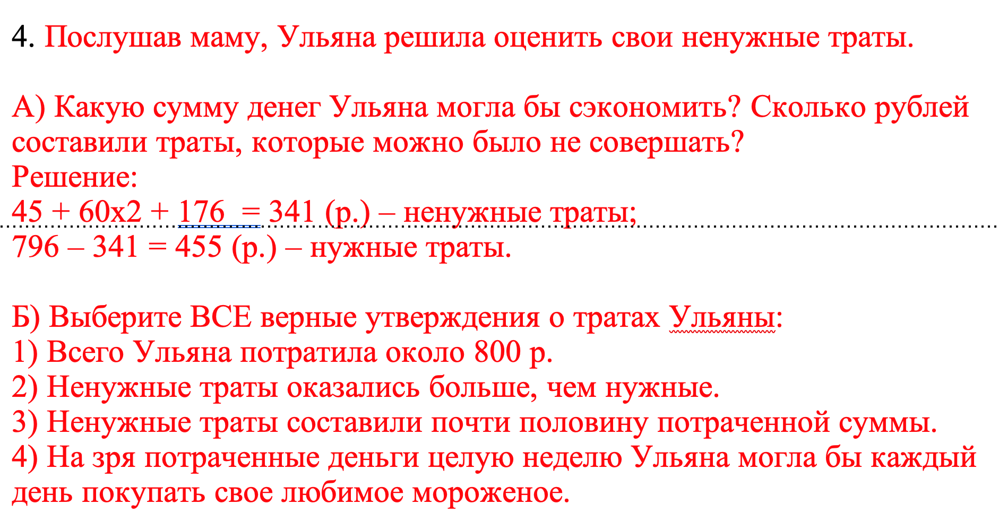 4. Послушав маму, Ульяна решила оценить свои ненужные траты.
А) Какую сумму денег Ульяна могла бы сэкономить? Сколько рублей
составили траты, которые можно было не совершать?
Решение:
45 + 60х2 + 176  = 341 (р.) – ненужные траты;
796 – 341 = 455 (р.) – нужные траты.
Б) Выберите ВСЕ верные утверждения о тратах Ульяны:
1) Всего Ульяна потратила около 800 р.
2) Ненужные траты оказались больше, чем нужные.
3) Ненужные траты составили почти половину потраченной суммы.
4) На зря потраченные деньги целую неделю Ульяна могла бы каждый
день покупать свое любимое мороженое.